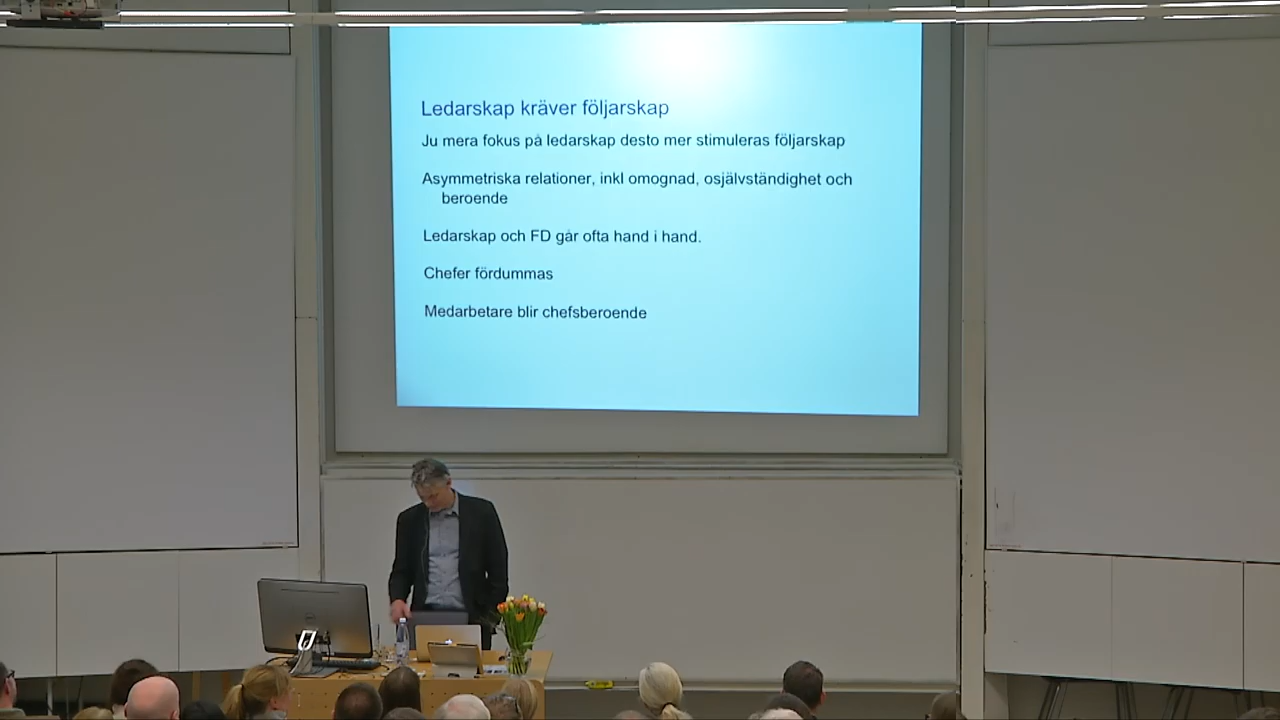 Ledarskap kräver följarskap
Ju mera fokus på ledarskap desto mer stimuleras följarskap
Asymmetriska relationer, inkl omognad, osjälvständighet och
beroende
Ledarskap och FD går ofta hand i hand.
Chefer fördummas
Medarbetare blir chefsberoende